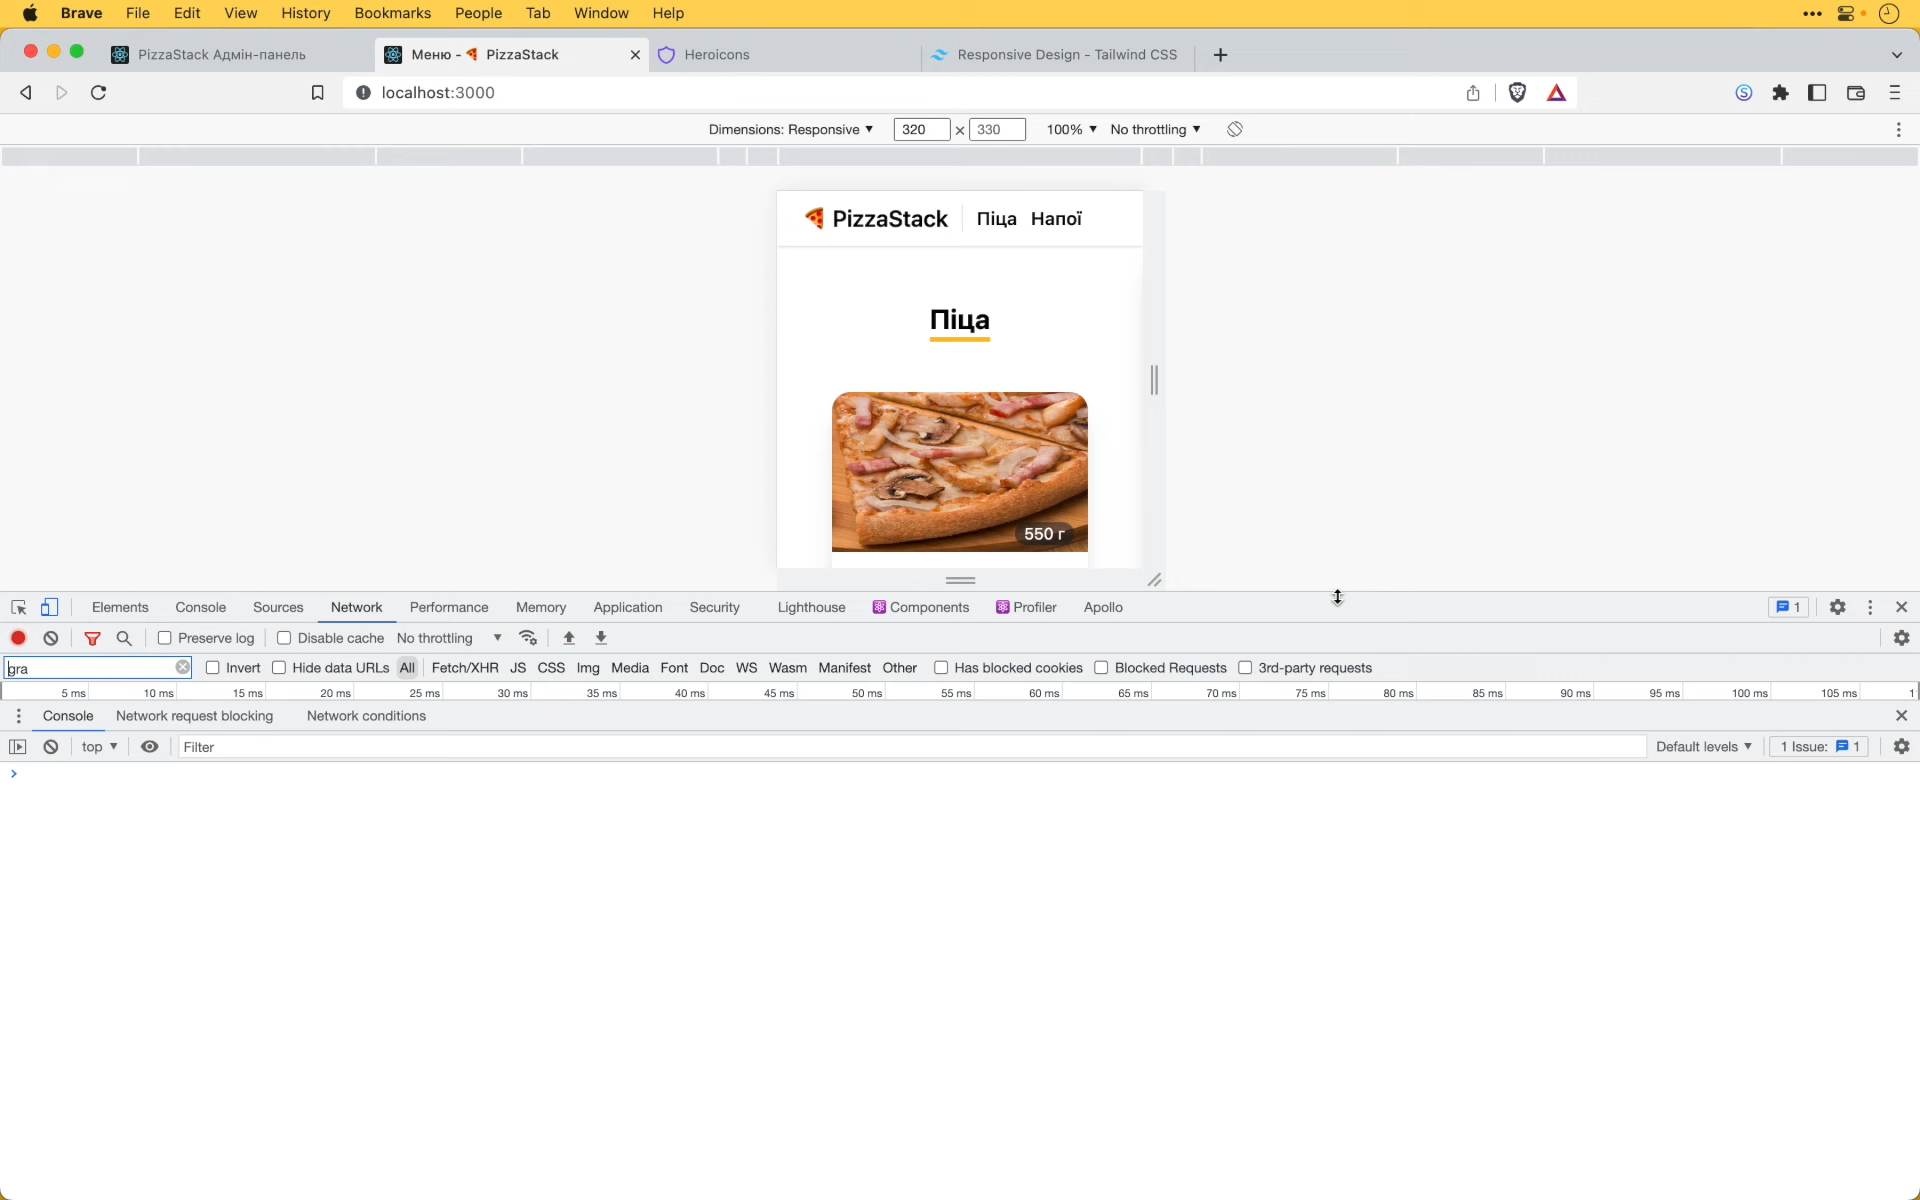 Brave File Edit View History Bookmarks People Tab Window Help
PizzaStack Адмін-панель Меню - 🍕 PizzaStack Heroicons Responsive Design - Tailwind CSS
localhost:3000
Dimensions: Responsive 320 × 330 100% No throttling
🍕 PizzaStack Піца Напої
Піца
550 г
Elements Console Sources Network Performance Memory Application Security Lighthouse Components Profiler Apollo 1
Preserve log Disable cache No throttling
gra Invert Hide data URLs All Fetch/XHR JS CSS Img Media Font Doc WS Wasm Manifest Other Has blocked cookies Blocked Requests 3rd-party requests
5 ms 10 ms 15 ms 20 ms 25 ms 30 ms 35 ms 40 ms 45 ms 50 ms 55 ms 60 ms 65 ms 70 ms 75 ms 80 ms 85 ms 90 ms 95 ms 100 ms 105 ms 1
Console Network request blocking Network conditions
top Filter Default levels 1 Issue: 1